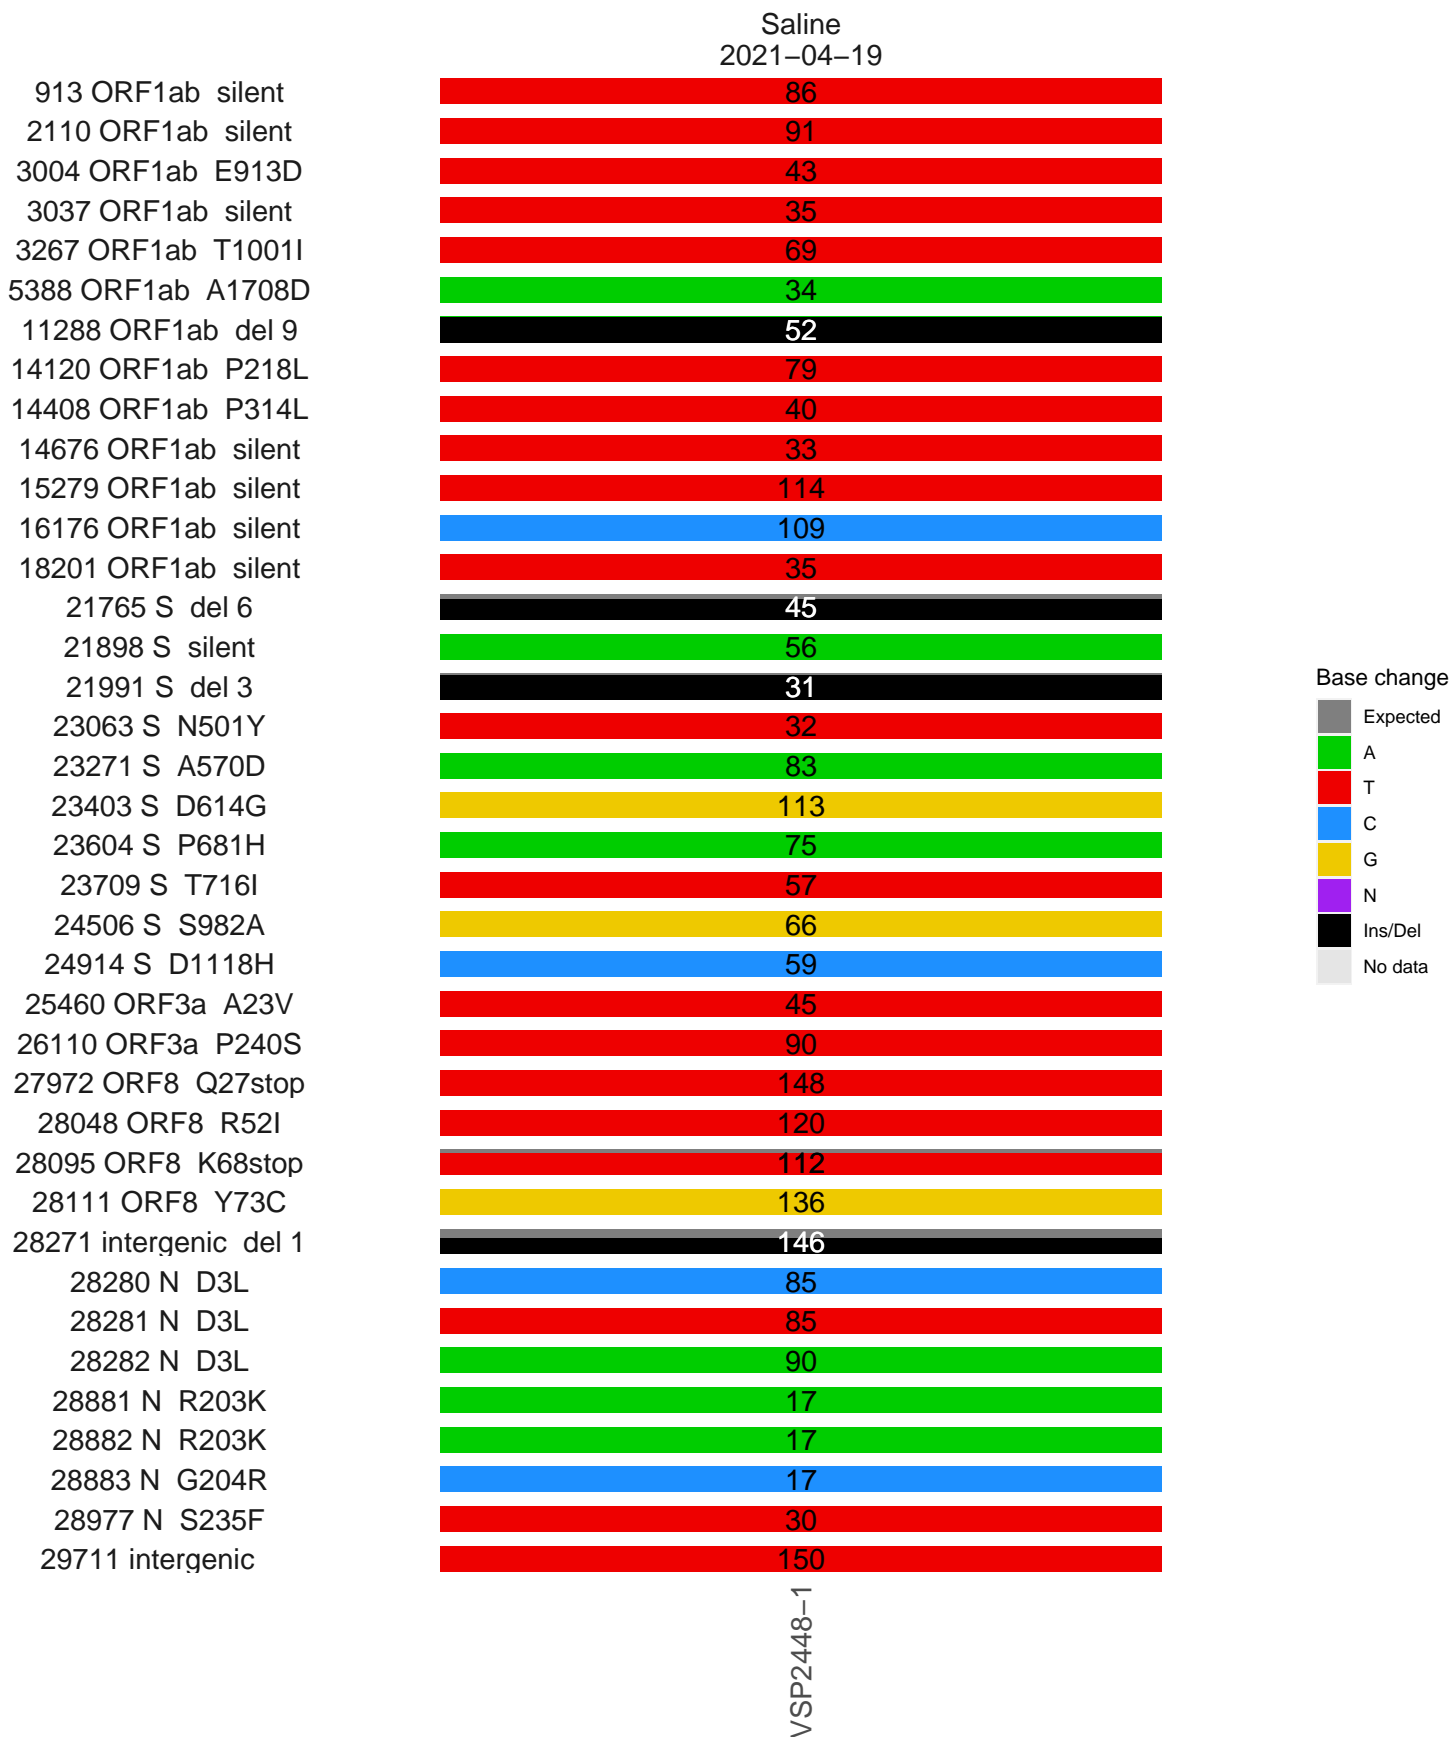 Saline
2021−04−19
913 ORF1ab silent 86
2110 ORF1ab silent 91
3004 ORF1ab E913D 43
3037 ORF1ab silent 35
3267 ORF1ab T1001I 69
5388 ORF1ab A1708D 34
11288 ORF1ab del 9 52
14120 ORF1ab P218L 79
14408 ORF1ab P314L 40
14676 ORF1ab silent 33
15279 ORF1ab silent 114
16176 ORF1ab silent 109
18201 ORF1ab silent 35
21765 S del 6 45
21898 S silent 56
21991 S del 3 31
23063 S N501Y 32
23271 S A570D 83
23403 S D614G 113
23604 S P681H 75
23709 S T716I 57
24506 S S982A 66
24914 S D1118H 59
25460 ORF3a A23V 45
26110 ORF3a P240S 90
27972 ORF8 Q27stop 148
28048 ORF8 R52I 120
28095 ORF8 K68stop 112
28111 ORF8 Y73C 136
28271 intergenic del 1 146
28280 N D3L 85
28281 N D3L 85
28282 N D3L 90
28881 N R203K 17
28882 N R203K 17
28883 N G204R 17
28977 N S235F 30
29711 intergenic 150
VSP2448−1
Base change
Expected
A
T
C
G
N
Ins/Del
No data